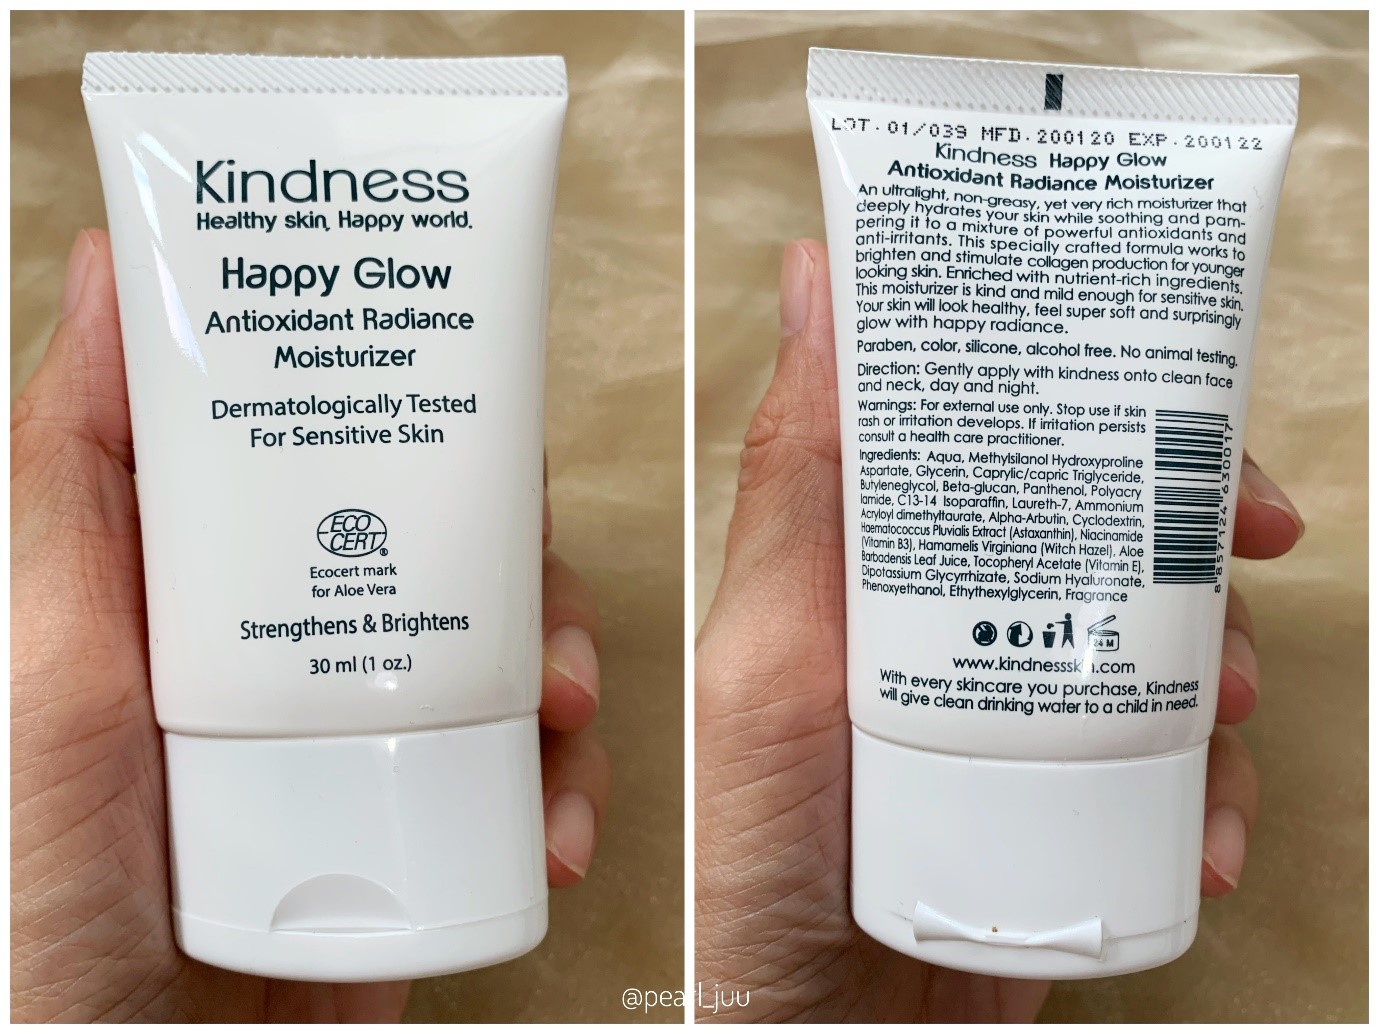 Kindness
Healthy skin, Happy world.
Happy Glow
Antioxidant Radiance
Moisturizer
Dermatologically Tested
For Sensitive Skin
ECO
CERT
®
Ecocert mark
for Aloe Vera
Strengthens & Brightens
30 ml (1 oz.)
LOT. 01/039 MFD. 200120 EXP. 200122
Kindness Happy Glow
Antioxidant Radiance Moisturizer
An ultralight, non-greasy, yet very rich moisturizer that
deeply hydrates your skin while soothing and pam-
pering it to a mixture of powerful antioxidants and
anti-irritants. This specially crafted formula works to
brighten and stimulate collagen production for younger
looking skin. Enriched with nutrient-rich ingredients.
This moisturizer is kind and mild enough for sensitive skin.
Your skin will look healthy, feel super soft and surprisingly
glow with happy radiance.
Paraben, color, silicone, alcohol free. No animal testing.
Direction: Gently apply with kindness onto clean face
and neck, day and night.
Warnings: For external use only. Stop use if skin
rash or irritation develops. If irritation persists
consult a health care practitioner.
Ingredients: Aqua, Methylsilanol Hydroxyproline
Aspartate, Glycerin, Caprylic/capric Triglyceride,
Butyleneglycol, Beta-glucan, Panthenol, Polyacry
lamide, C13-14 Isoparaffin, Laureth-7, Ammonium
Acryloyl dimethyltaurate, Alpha-Arbutin, Cyclodextrin,
Haematococcus Pluvialis Extract (Astaxanthin), Niacinamide
(Vitamin B3), Hamamelis Virginiana (Witch Hazel), Aloe
Barbadensis Leaf Juice, Tocopheryl Acetate (Vitamin E),
Dipotassium Glycyrrhizate, Sodium Hyaluronate,
Phenoxyethanol, Ethythexylglycerin, Fragrance
8 857124 630017
24 M
www.kindnessskin.com
With every skincare you purchase, Kindness
will give clean drinking water to a child in need.
@pearl_juu